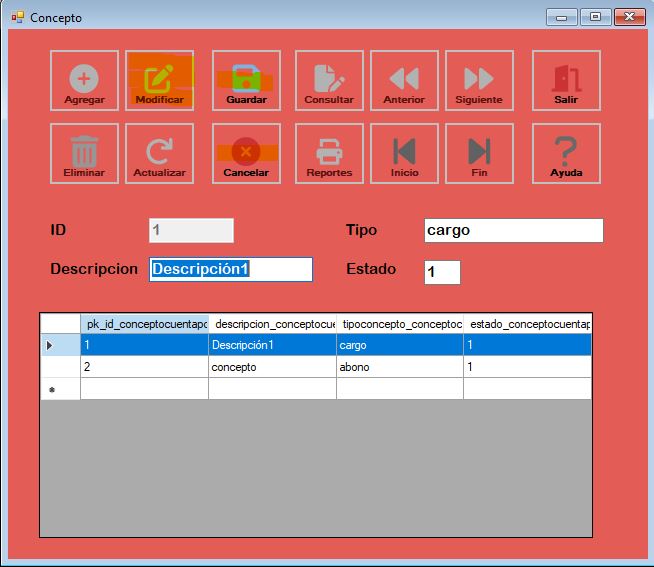 Concepto
Agregar Modificar Guardar Consultar Anterior Siguiente Salir
Eliminar Actualizar Cancelar Reportes Inicio Fin Ayuda
ID 1 Tipo cargo
Descripcion Descripción1 Estado 1
pk_id_conceptocuentapo descripcion_conceptocue tipoconcepto_conceptoc estado_conceptocuentap
1 Descripción1 cargo 1
2 concepto abono 1
*